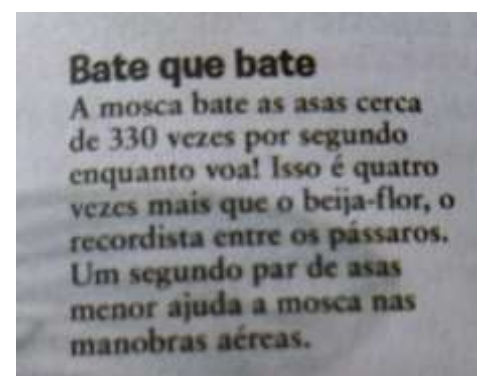 Bate que bate
A mosca bate as asas cerca
de 330 vezes por segundo
enquanto voa! Isso é quatro
vezes mais que o beija-flor, o
recordista entre os pássaros.
Um segundo par de asas
menor ajuda a mosca nas
manobras aéreas.